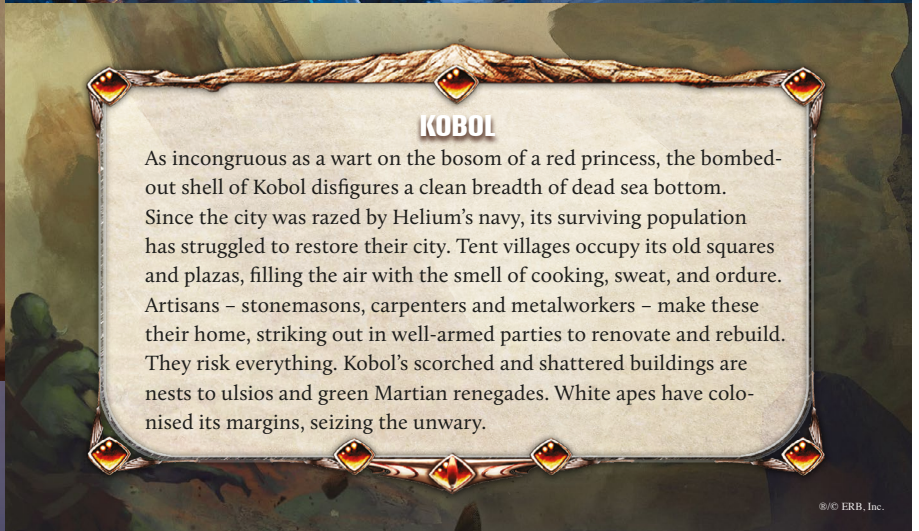 KOBOL
As incongruous as a wart on the bosom of a red princess, the bombed-
out shell of Kobol disfigures a clean breadth of dead sea bottom.
Since the city was razed by Helium’s navy, its surviving population
has struggled to restore their city. Tent villages occupy its old squares
and plazas, filling the air with the smell of cooking, sweat, and ordure.
Artisans – stonemasons, carpenters and metalworkers – make these
their home, striking out in well-armed parties to renovate and rebuild.
They risk everything. Kobol’s scorched and shattered buildings are
nests to ulsios and green Martian renegades. White apes have colo-
nised its margins, seizing the unwary.
®/© ERB, Inc.